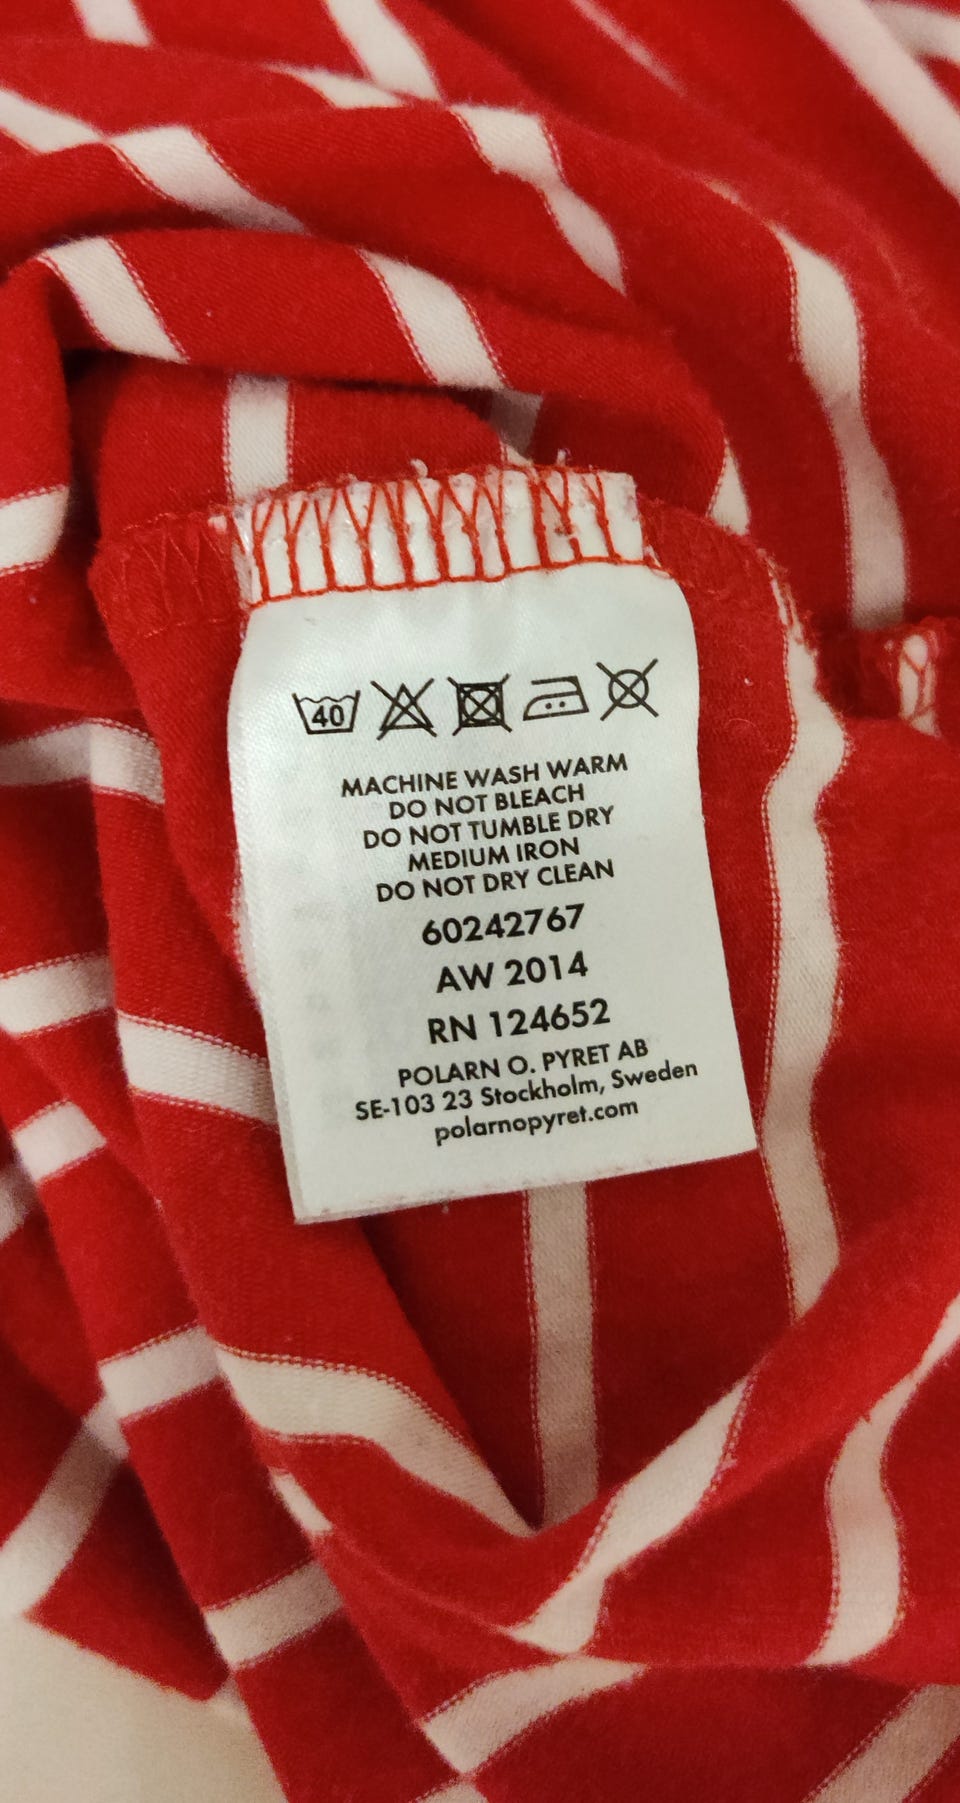 40
MACHINE WASH WARM
DO NOT BLEACH
DO NOT TUMBLE DRY
MEDIUM IRON
DO NOT DRY CLEAN
60242767
AW 2014
RN 124652
POLARN O. PYRET AB
SE-103 23 Stockholm, Sweden
polarnopyret.com